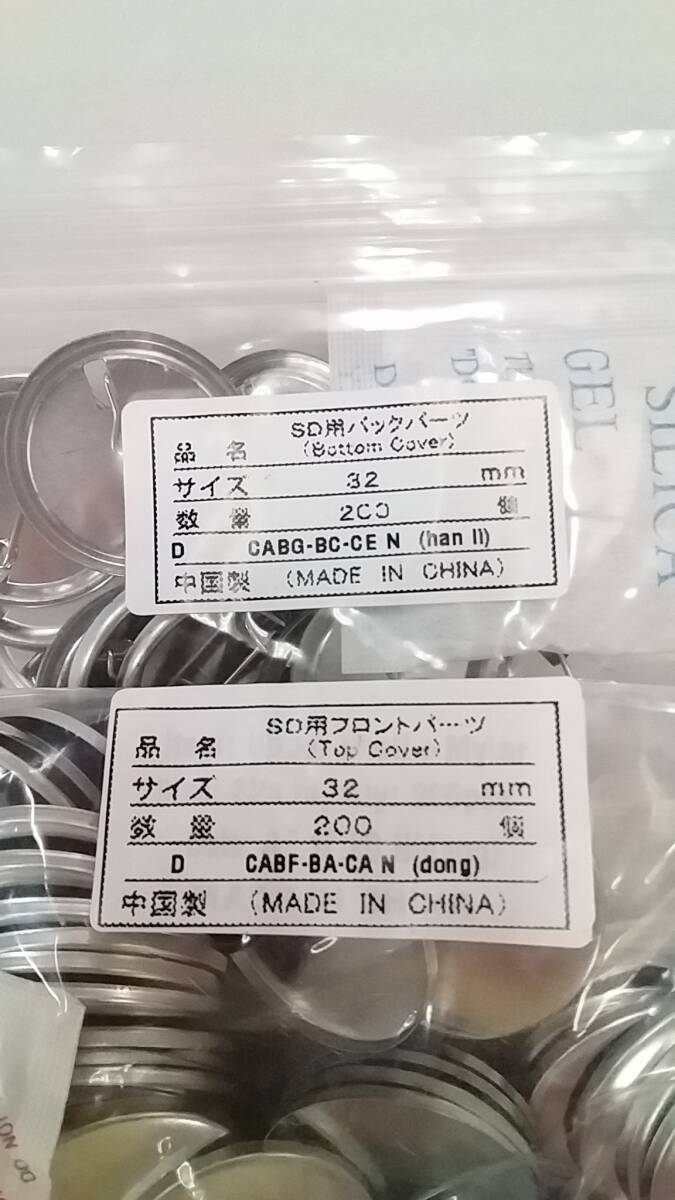 SILICA
GEL
SD用バックパーツ
品 名 (Bottom Cover)
サイズ 32 mm
数 量 200 個
D CABG-BC-CE N (han li)
中国製 (MADE IN CHINA)
SD用フロントパーツ
品 名 (Top Cover)
サイズ 32 mm
数 量 200 個
D CABF-BA-CA N (dong)
中国製 (MADE IN CHINA)
DO NOT